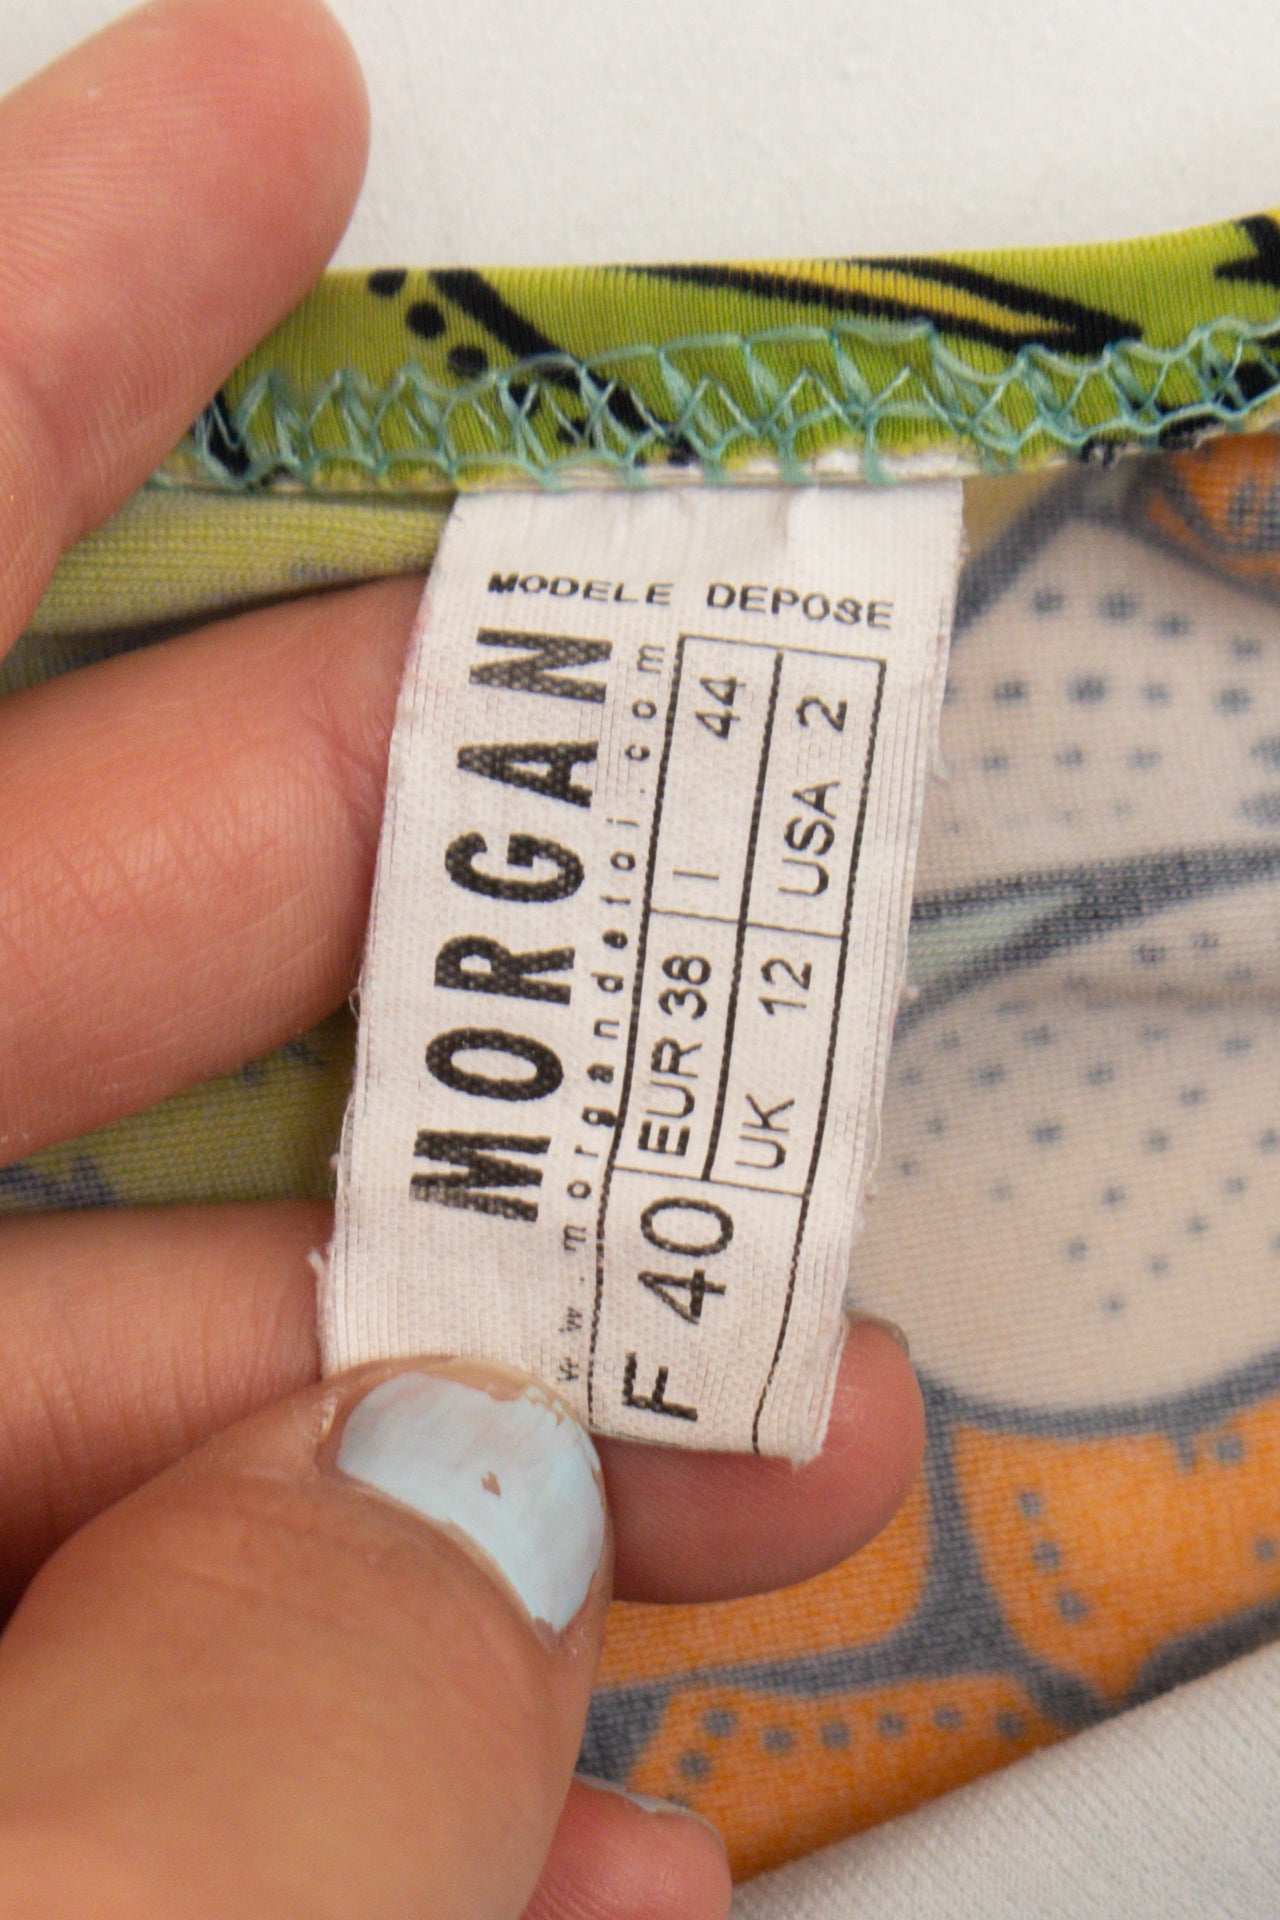 MODELE DEPOSE
MORGAN
www.morgandetoi.com
F 40
EUR 38
I 44
UK 12
USA 2